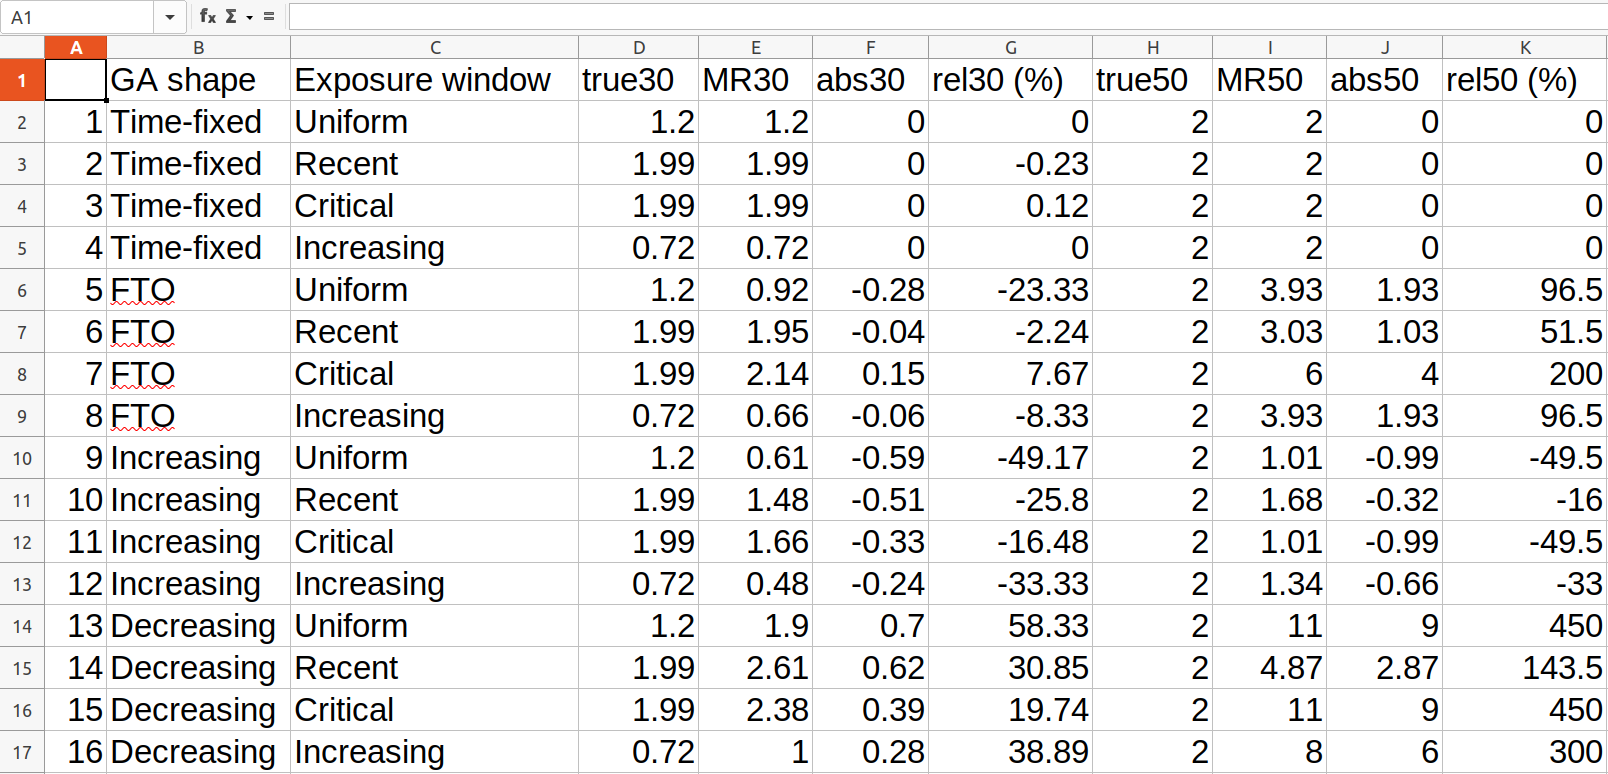 A1 fx Σ =
A B C D E F G H I J K
1 GA shape Exposure window true30 MR30 abs30 rel30 (%) true50 MR50 abs50 rel50 (%)
2 1 Time-fixed Uniform 1.2 1.2 0 0 2 2 0 0
3 2 Time-fixed Recent 1.99 1.99 0 -0.23 2 2 0 0
4 3 Time-fixed Critical 1.99 1.99 0 0.12 2 2 0 0
5 4 Time-fixed Increasing 0.72 0.72 0 0 2 2 0 0
6 5 FTO Uniform 1.2 0.92 -0.28 -23.33 2 3.93 1.93 96.5
7 6 FTO Recent 1.99 1.95 -0.04 -2.24 2 3.03 1.03 51.5
8 7 FTO Critical 1.99 2.14 0.15 7.67 2 6 4 200
9 8 FTO Increasing 0.72 0.66 -0.06 -8.33 2 3.93 1.93 96.5
10 9 Increasing Uniform 1.2 0.61 -0.59 -49.17 2 1.01 -0.99 -49.5
11 10 Increasing Recent 1.99 1.48 -0.51 -25.8 2 1.68 -0.32 -16
12 11 Increasing Critical 1.99 1.66 -0.33 -16.48 2 1.01 -0.99 -49.5
13 12 Increasing Increasing 0.72 0.48 -0.24 -33.33 2 1.34 -0.66 -33
14 13 Decreasing Uniform 1.2 1.9 0.7 58.33 2 11 9 450
15 14 Decreasing Recent 1.99 2.61 0.62 30.85 2 4.87 2.87 143.5
16 15 Decreasing Critical 1.99 2.38 0.39 19.74 2 11 9 450
17 16 Decreasing Increasing 0.72 1 0.28 38.89 2 8 6 300